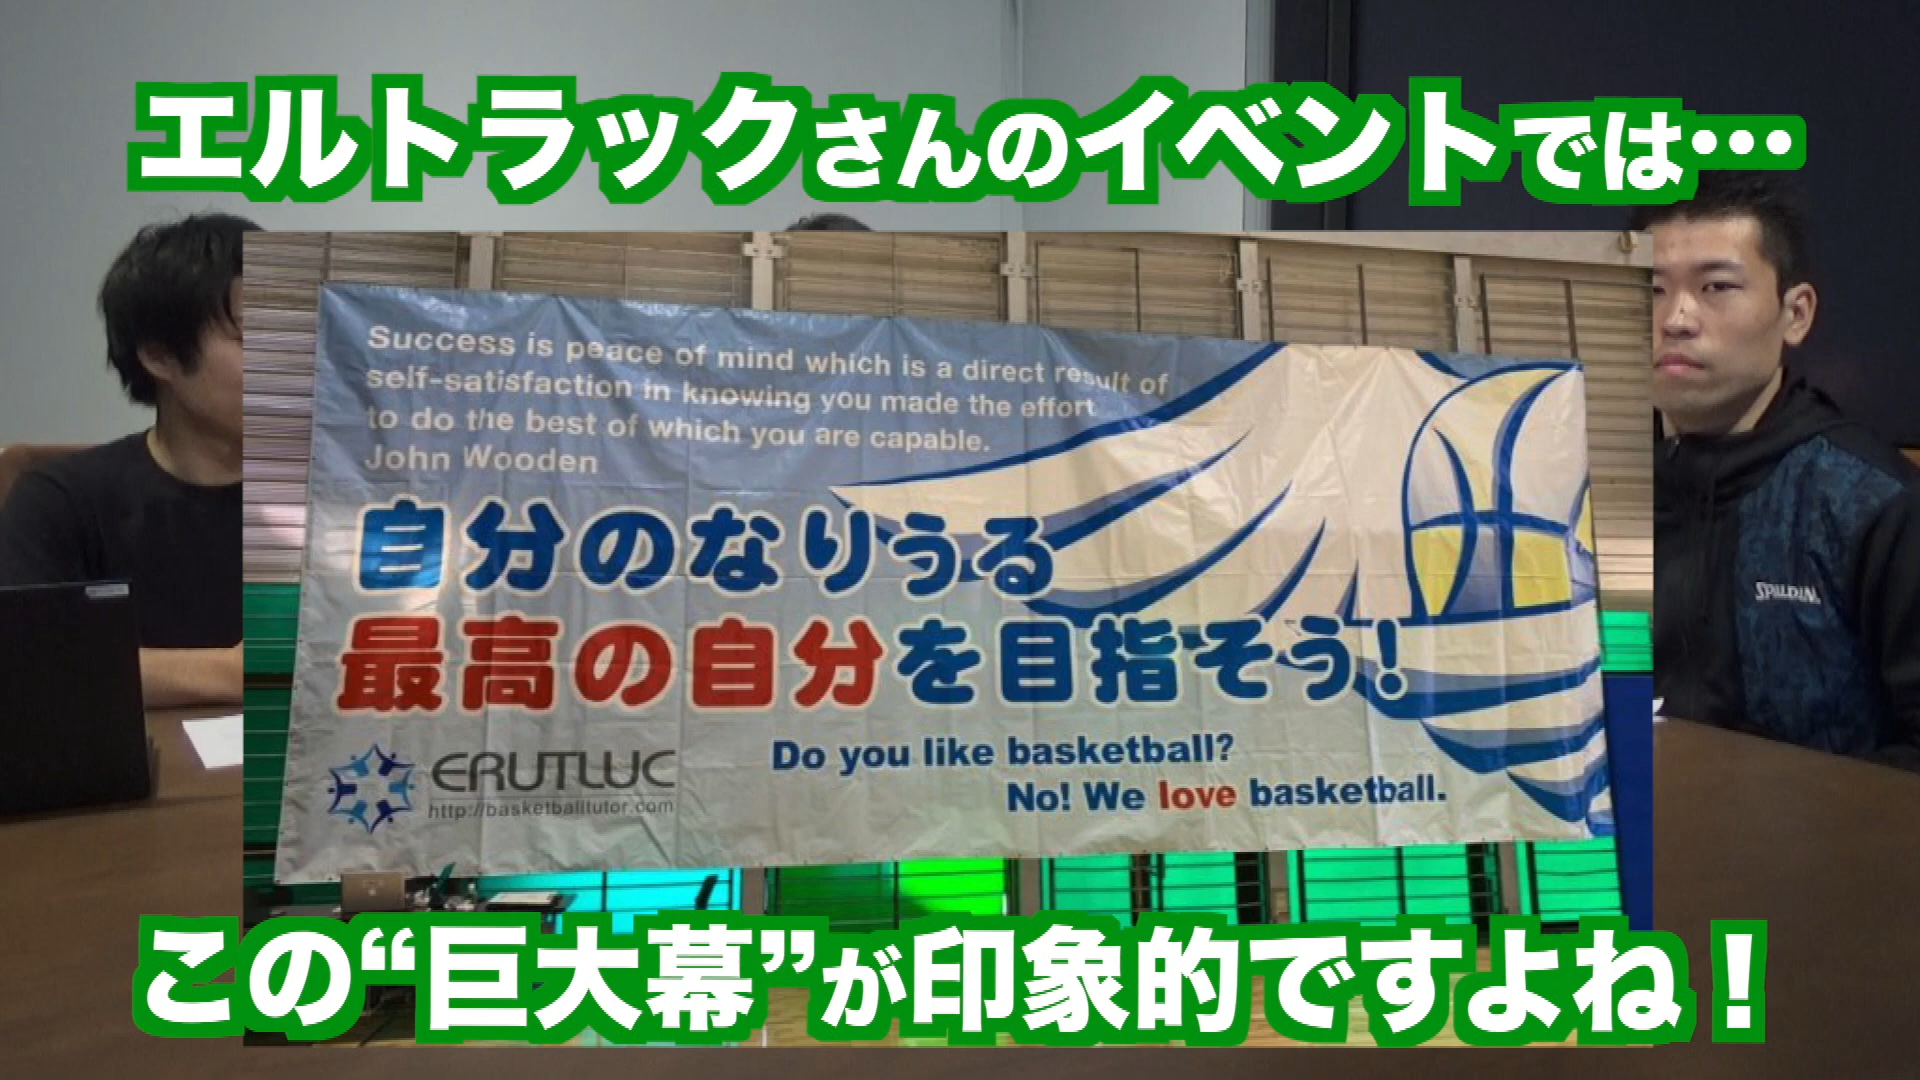 エルトラックさんのイベントでは…
Success is peace of mind which is a direct result of
self-satisfaction in knowing you made the effort
to do the best of which you are capable.
John Wooden
自分のなりうる
最高の自分を目指そう!
ERUTLUC
http://basketballtutor.com
Do you like basketball?
No! We love basketball.
SPALDING
この“巨大幕”が印象的ですよね!